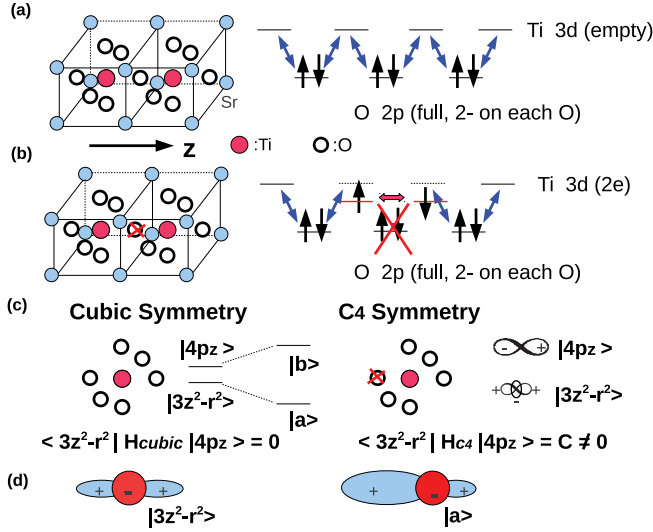 (a)
Ti 3d (empty)
Sr
O 2p (full, 2- on each O)
z
:Ti
:O
(b)
Ti 3d (2e)
O 2p (full, 2- on each O)
(c)
Cubic Symmetry
C4 Symmetry
|4pz >
|3z²-r²>
|b>
|a>
- +
|4pz >
+ + -
|3z²-r²>
< 3z²-r² | Hcubic |4pz > = 0
< 3z²-r² | HC4 |4pz > = C ≠ 0
(d)
+ - +
|3z²-r²>
+ - +
|a>